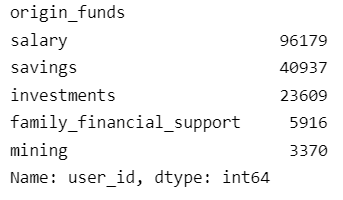 origin_funds
salary 96179
savings 40937
investments 23609
family_financial_support 5916
mining 3370
Name: user_id, dtype: int64